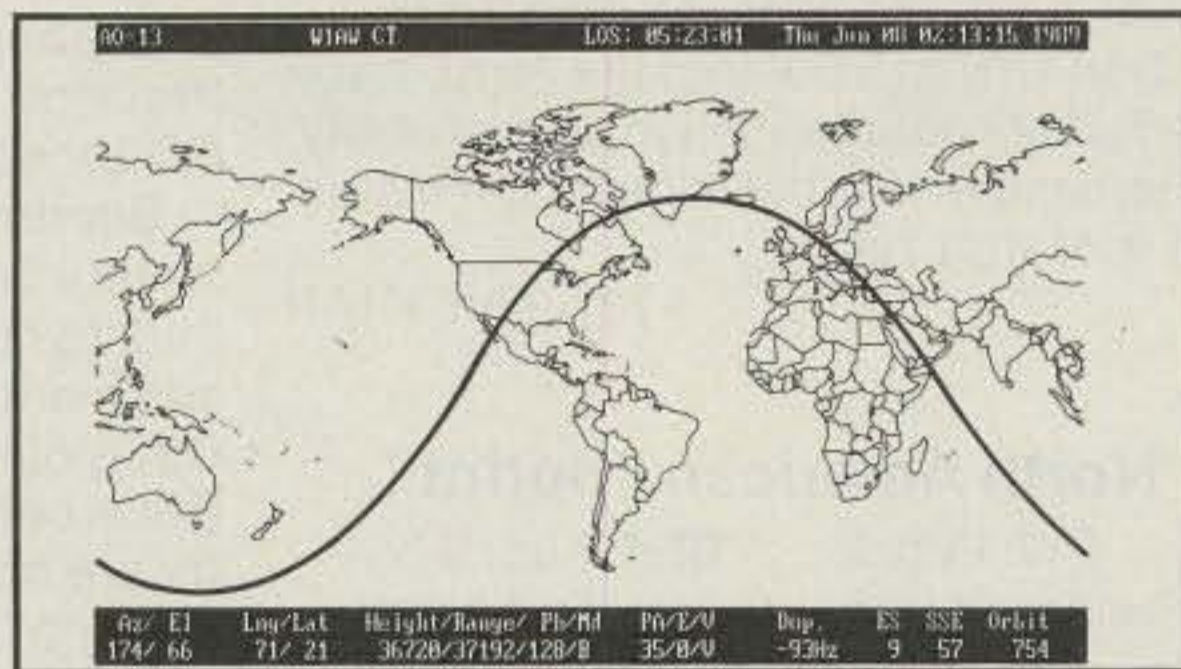 AO-13 W1AW CT LOS: 05:23:01 Thu Jun 08 02:13:15 1989
Az/ El Lng/Lat Height/Range/ Ph/Md PA/E/V Dop. ES SSE Orbit
174/ 66 71/ 21 36720/37192/128/B 35/0/V -93Hz 9 57 754